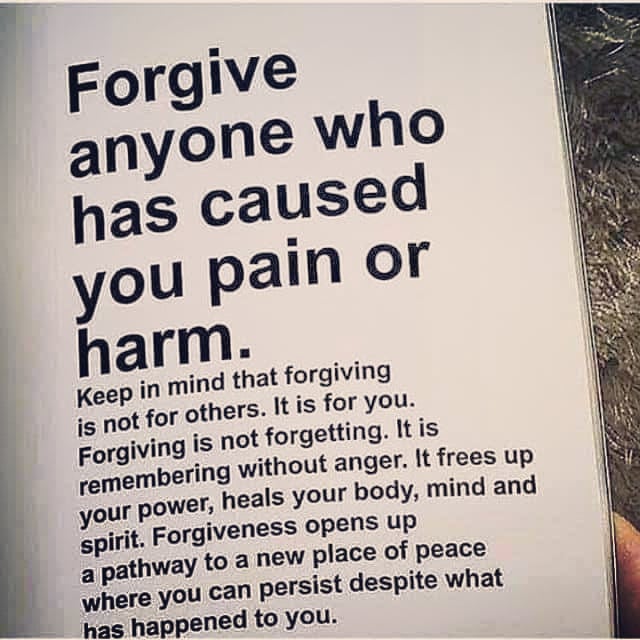 Forgive
anyone who
has caused
you pain or
harm.
Keep in mind that forgiving
is not for others. It is for you.
Forgiving is not forgetting. It is
remembering without anger. It frees up
your power, heals your body, mind and
spirit. Forgiveness opens up
a pathway to a new place of peace
where you can persist despite what
has happened to you.